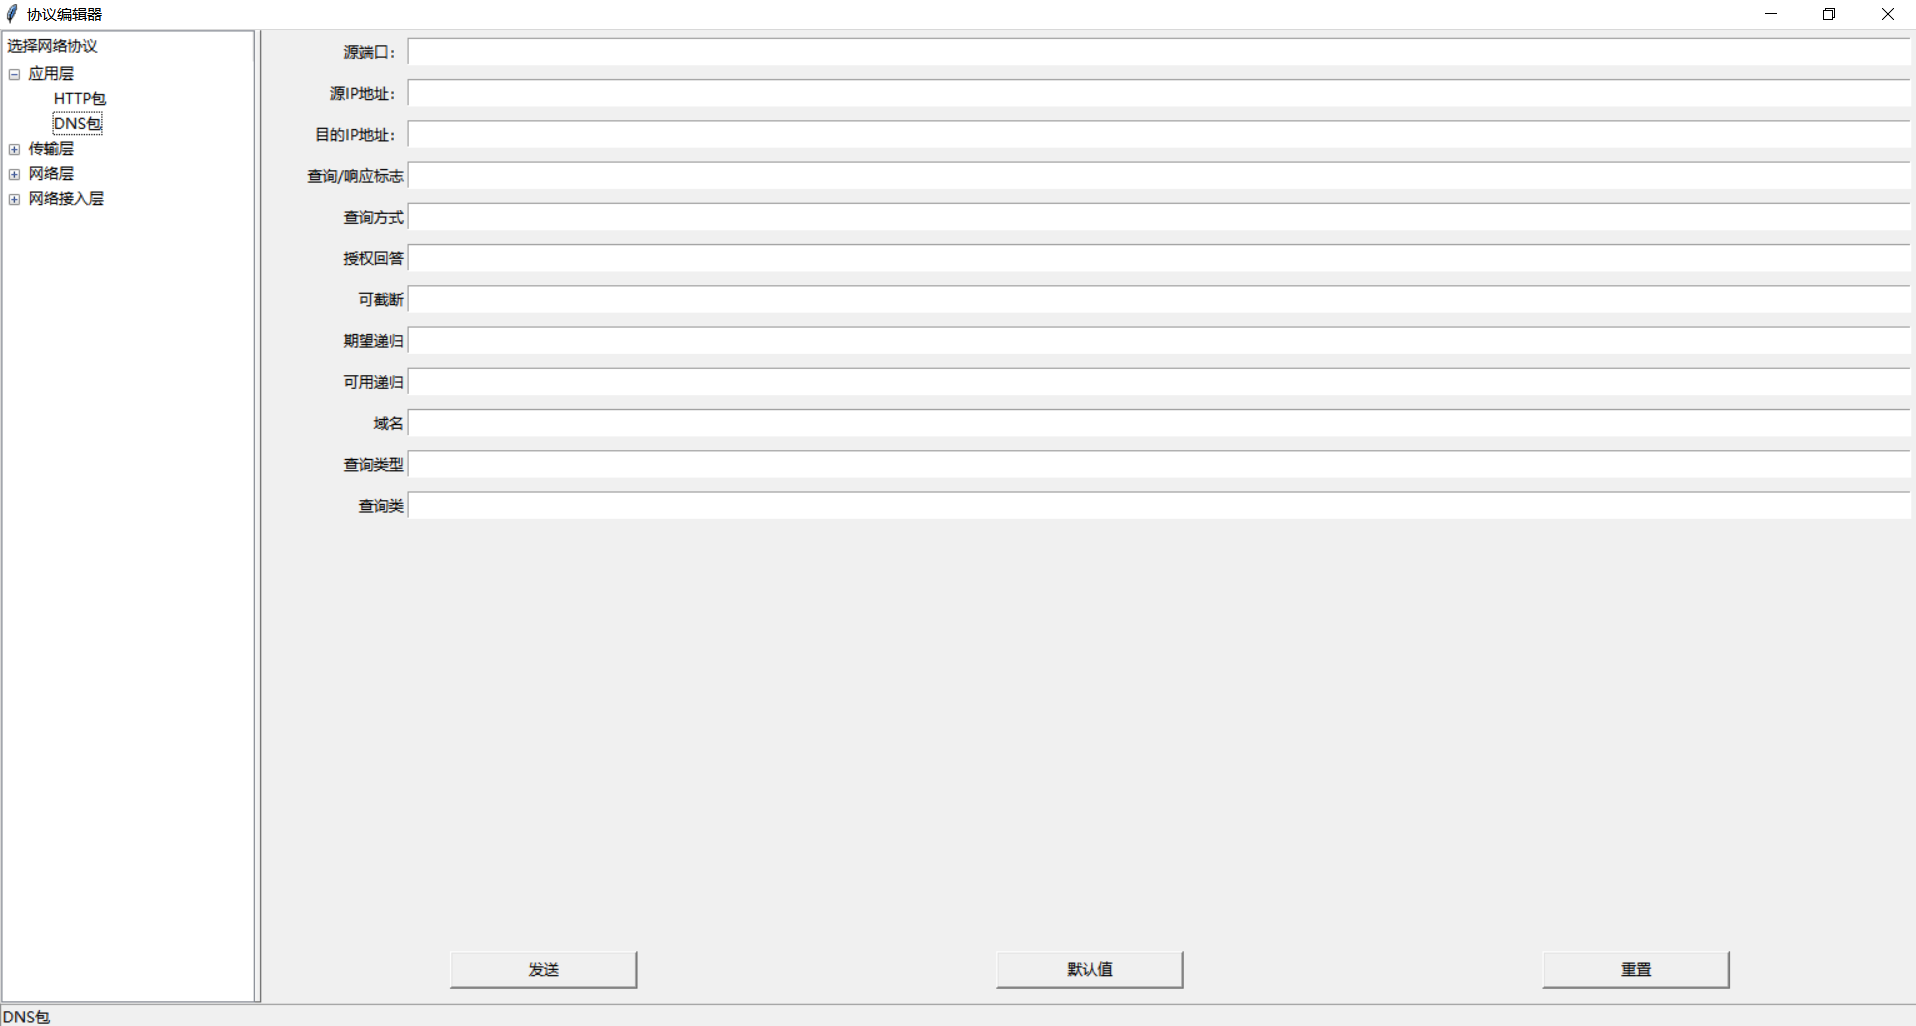 协议编辑器
选择网络协议
应用层
HTTP包
DNS包
传输层
网络层
网络接入层
源端口：
源IP地址：
目的IP地址：
查询/响应标志
查询方式
授权回答
可截断
期望递归
可用递归
域名
查询类型
查询类
发送
默认值
重置
DNS包